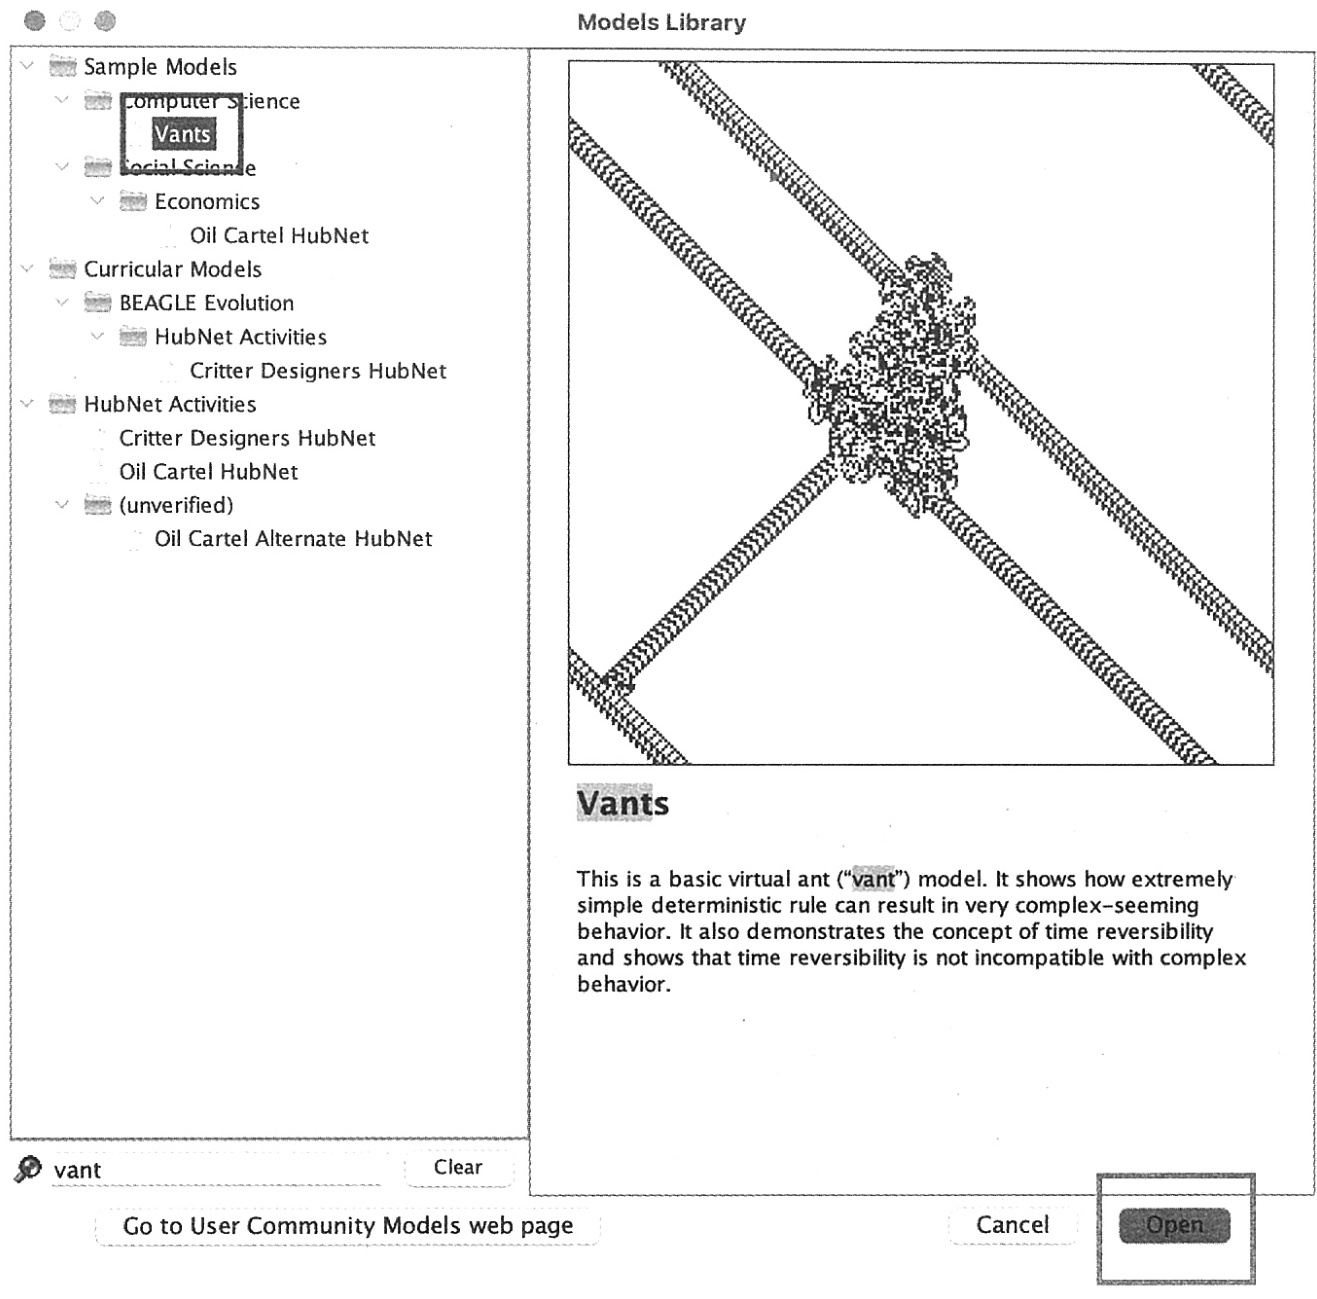 Models Library
Sample Models
Computer Science
Vants
Social Science
Economics
Oil Cartel HubNet
Curricular Models
BEAGLE Evolution
HubNet Activities
Critter Designers HubNet
HubNet Activities
Critter Designers HubNet
Oil Cartel HubNet
(unverified)
Oil Cartel Alternate HubNet
vant
Clear
Vants
This is a basic virtual ant (“vant”) model. It shows how extremely
simple deterministic rule can result in very complex-seeming
behavior. It also demonstrates the concept of time reversibility
and shows that time reversibility is not incompatible with complex
behavior.
Go to User Community Models web page
Cancel
Open